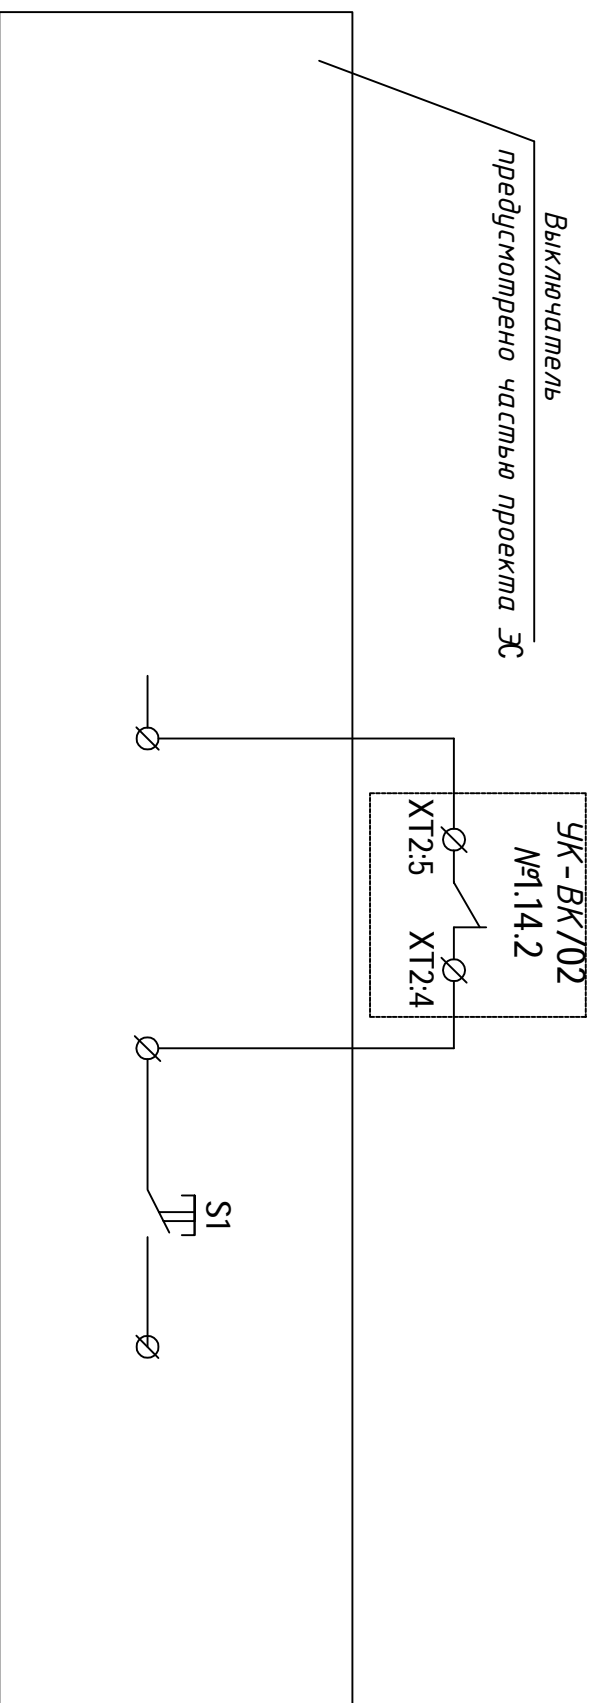 Выключатель
предусмотрено частью проекта ЭС
УК-ВК/02
№1.14.2
XT2:5
XT2:4
S1